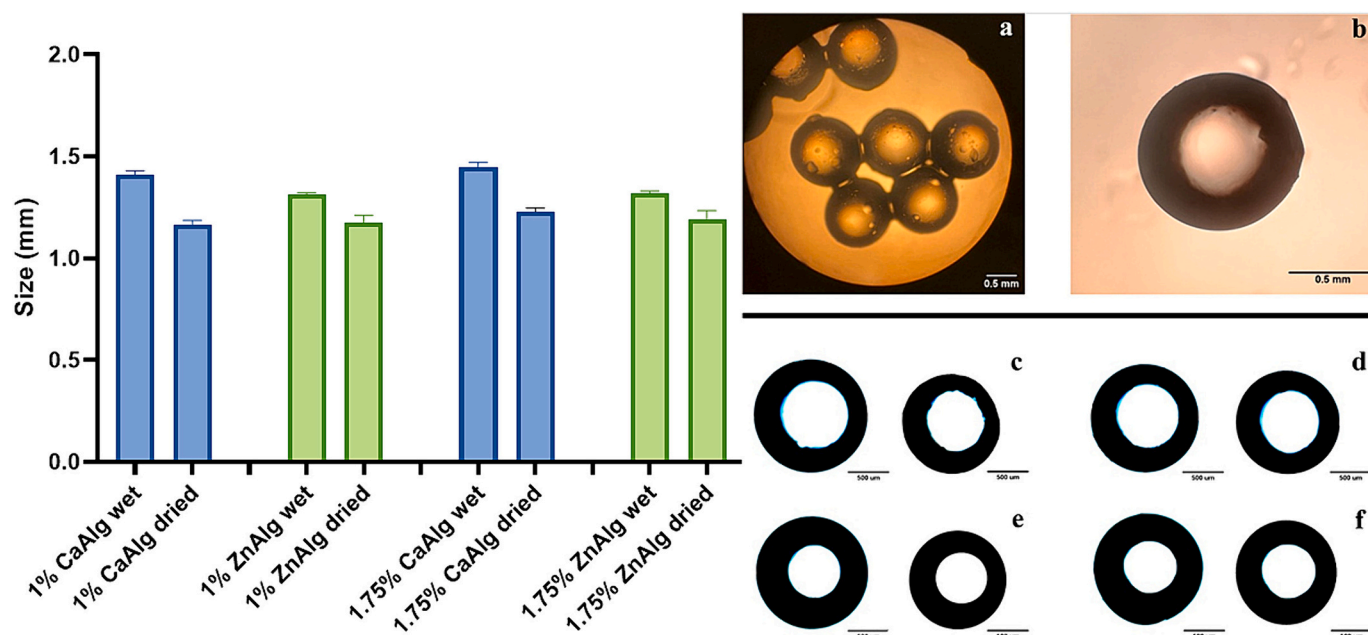 2.0
1.5
1.0
0.5
0.0
Size (mm)
1% CaAlg wet
1% CaAlg dried
1% ZnAlg wet
1% ZnAlg dried
1.75% CaAlg wet
1.75% CaAlg dried
1.75% ZnAlg wet
1.75% ZnAlg dried
a
0.5 mm
b
0.5 mm
c
500 um
500 um
d
500 um
500 um
e
f